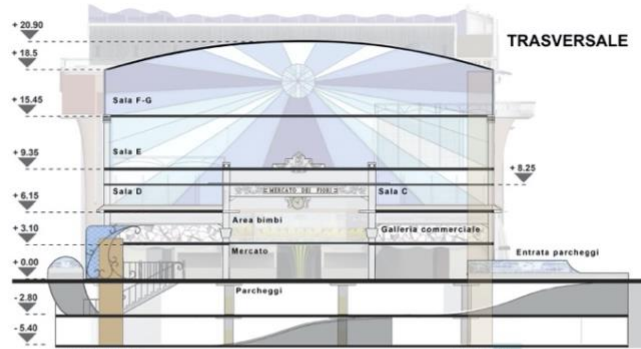 + 20.90
TRASVERSALE
+ 18.5
Sala F-G
+ 15.45
Sala E
+ 9.35
+ 8.25
Sala D
MERCATO DEI FIORI
Sala C
+ 6.15
Area bimbi
+ 3.10
Galleria commerciale
Mercato
Entrata parcheggi
+ 0.00
Parcheggi
- 2.80
- 5.40